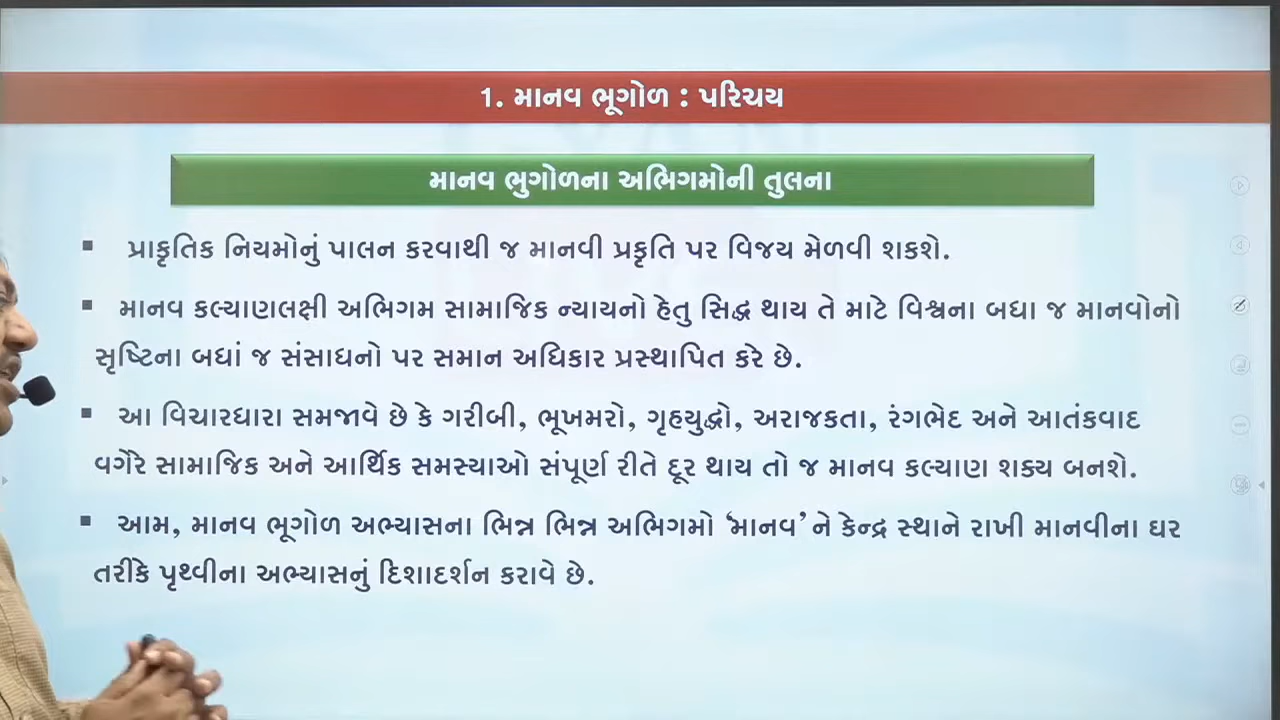 1. માનવ ભૂગોળ : પરિચય
માનવ ભુગોળના અભિગમોની તુલના
▪ પ્રાકૃતિક નિયમોનું પાલન કરવાથી જ માનવી પ્રકૃતિ પર વિજય મેળવી શકશે.
▪ માનવ કલ્યાણલક્ષી અભિગમ સામાજિક ન્યાયનો હેતુ સિદ્ધ થાય તે માટે વિશ્વના બધા જ માનવોનો
સૃષ્ટિના બધાં જ સંસાધનો પર સમાન અધિકાર પ્રસ્થાપિત કરે છે.
▪ આ વિચારધારા સમજાવે છે કે ગરીબી, ભૂખમરો, ગૃહયુદ્ધો, અરાજકતા, રંગભેદ અને આતંકવાદ
વગેરે સામાજિક અને આર્થિક સમસ્યાઓ સંપૂર્ણ રીતે દૂર થાય તો જ માનવ કલ્યાણ શક્ય બનશે.
▪ આમ, માનવ ભૂગોળ અભ્યાસના ભિન્ન ભિન્ન અભિગમો ‘માનવ’ ને કેન્દ્ર સ્થાને રાખી માનવીના ઘર
તરીકે પૃથ્વીના અભ્યાસનું દિશાદર્શન કરાવે છે.